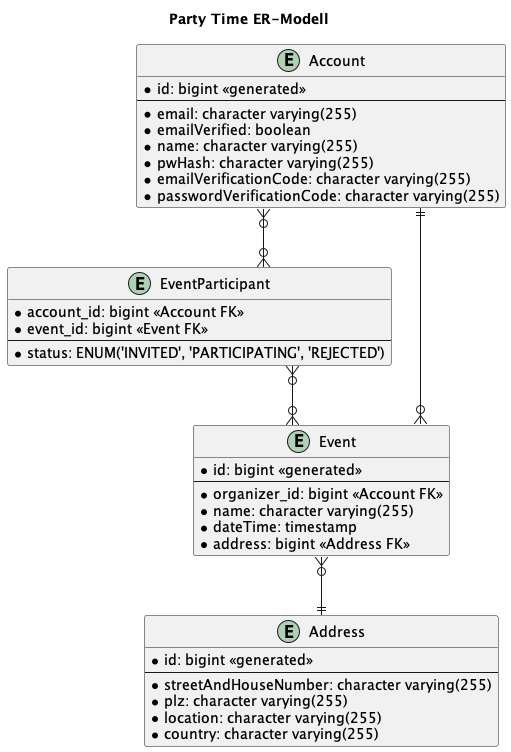 Party Time ER-Modell
E Account
id: bigint «generated»
email: character varying(255)
emailVerified: boolean
name: character varying(255)
pwHash: character varying(255)
emailVerificationCode: character varying(255)
passwordVerificationCode: character varying(255)
E EventParticipant
account_id: bigint «Account FK»
event_id: bigint «Event FK»
status: ENUM('INVITED', 'PARTICIPATING', 'REJECTED')
E Event
id: bigint «generated»
organizer_id: bigint «Account FK»
name: character varying(255)
dateTime: timestamp
address: bigint «Address FK»
E Address
id: bigint «generated»
streetAndHouseNumber: character varying(255)
plz: character varying(255)
location: character varying(255)
country: character varying(255)